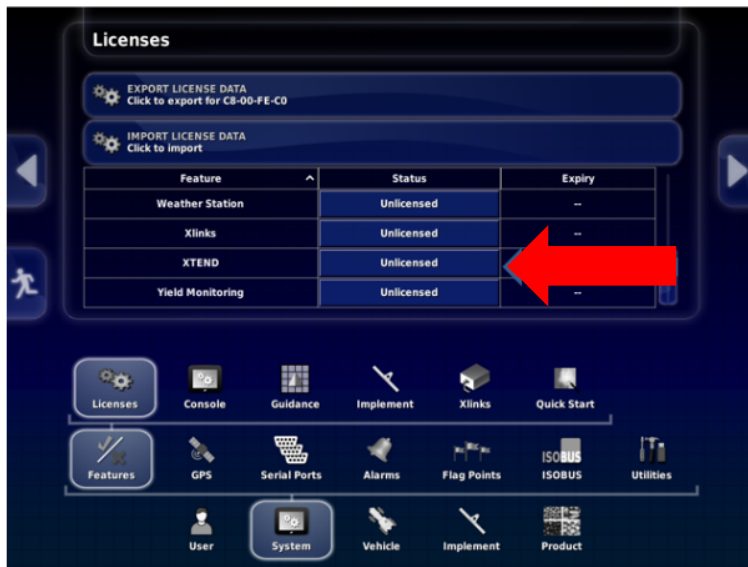 Licenses
EXPORT LICENSE DATA
Click to export for C8-00-FE-C0
IMPORT LICENSE DATA
Click to import
Feature Status Expiry
Weather Station Unlicensed --
Xlinks Unlicensed --
XTEND Unlicensed
Yield Monitoring Unlicensed --
Licenses Console Guidance Implement Xlinks Quick Start
ISOBUS
Features GPS Serial Ports Alarms Flag Points ISOBUS Utilities
User System Vehicle Implement Product